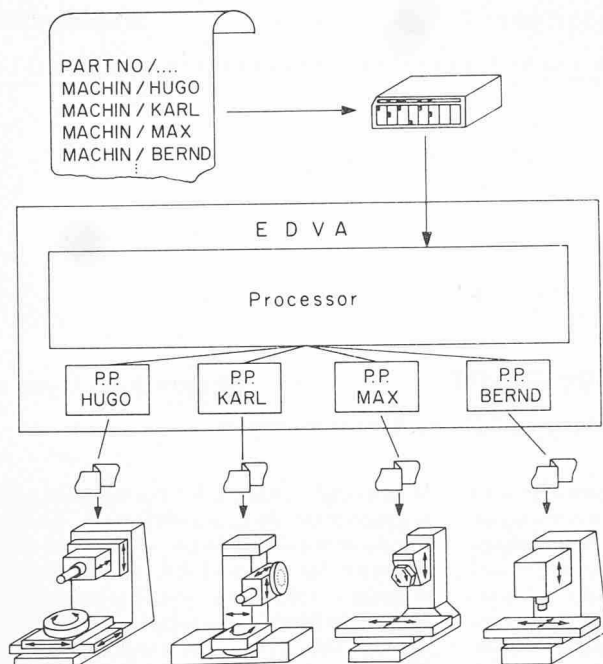 PARTNO/....
MACHIN/HUGO
MACHIN/KARL
MACHIN/MAX
MACHIN/BERND
EDVA
Processor
P.P.
HUGO
P.P.
KARL
P.P.
MAX
P.P.
BERND